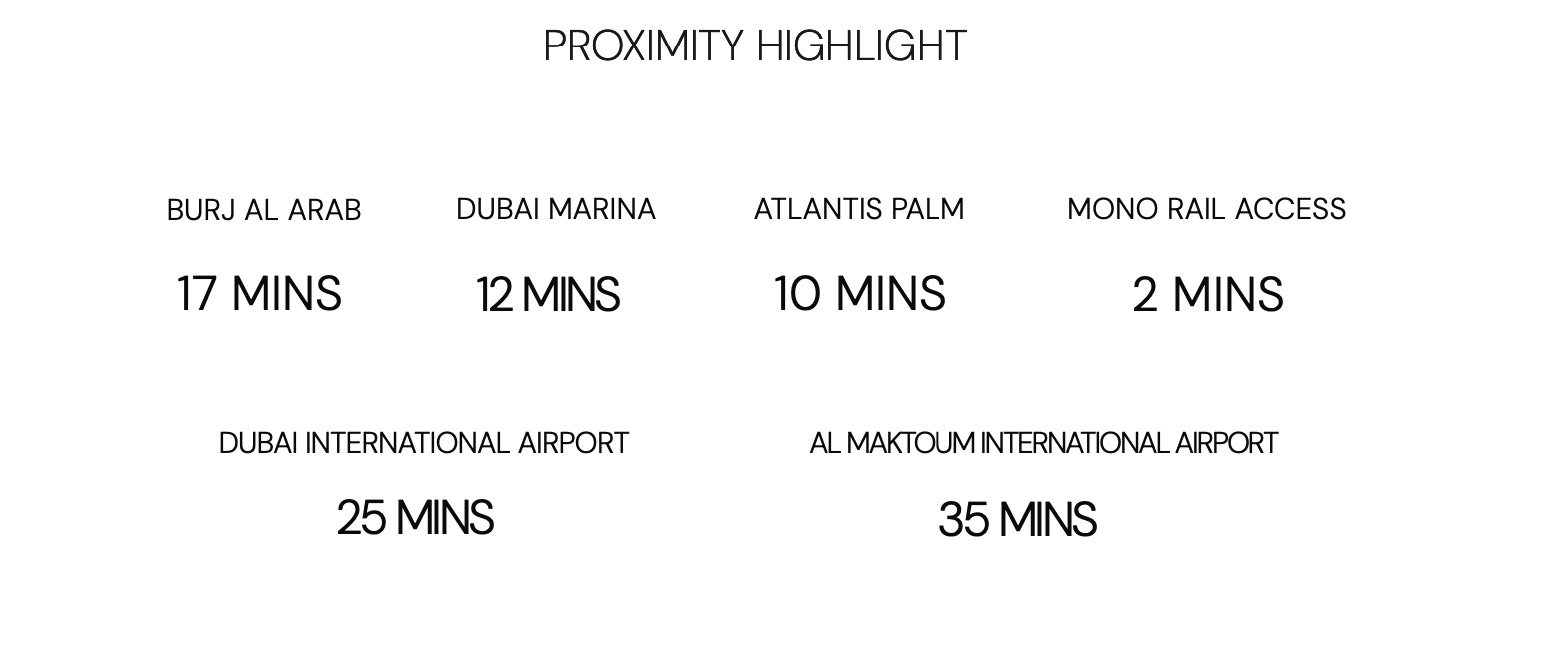 PROXIMITY HIGHLIGHT
BURJ AL ARAB
17 MINS
DUBAI MARINA
12 MINS
ATLANTIS PALM
10 MINS
MONO RAIL ACCESS
2 MINS
DUBAI INTERNATIONAL AIRPORT
25 MINS
AL MAKTOUM INTERNATIONAL AIRPORT
35 MINS